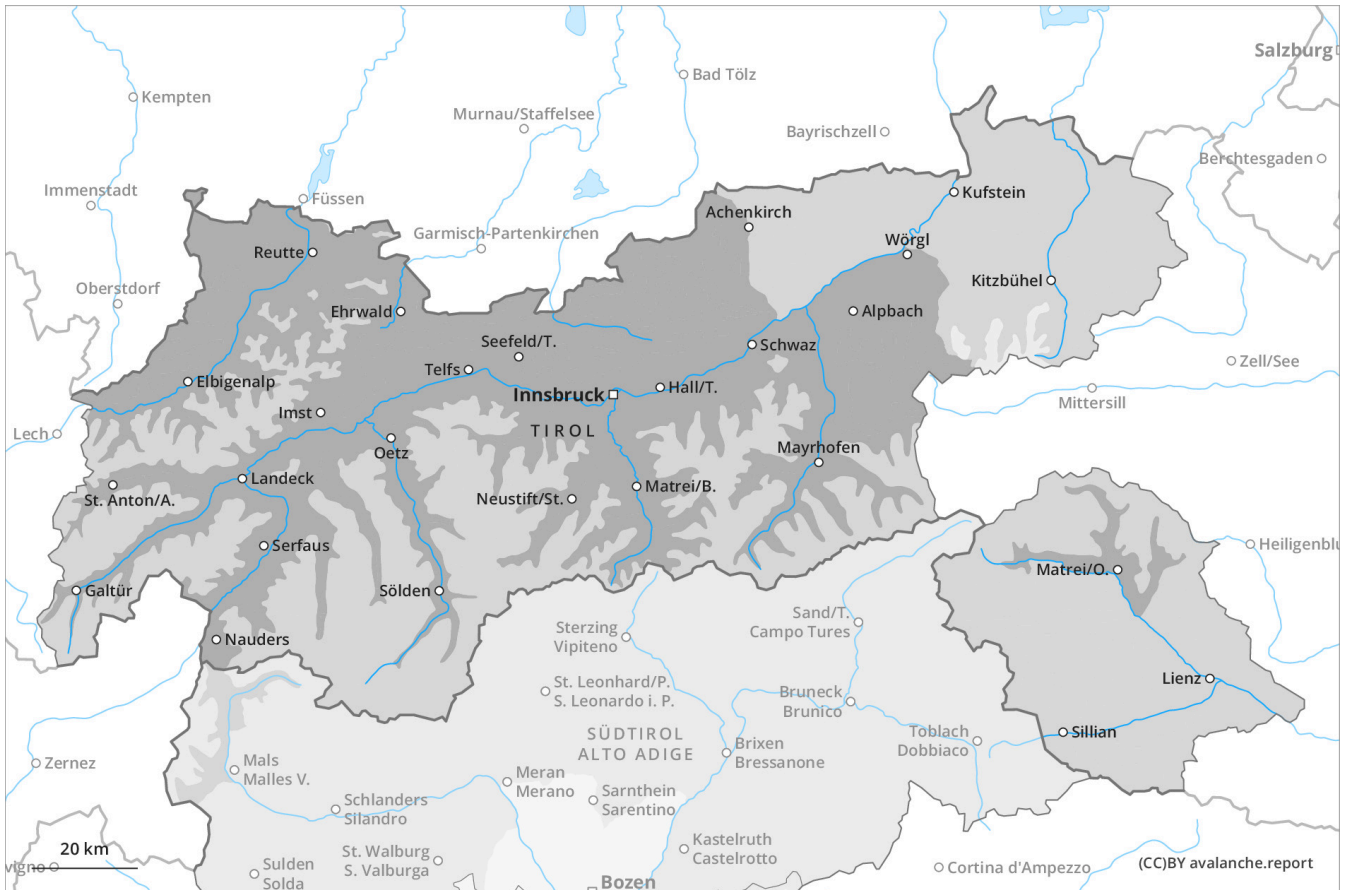 Salzburg
Bad Tölz
Kempten
Murnau/Staffelsee
Bayrischzell
Berchtesgaden
Immenstadt
Füssen
Kufstein
Achenkirch
Garmisch-Partenkirchen
Wörgl
Reutte
Kitzbühel
Oberstdorf
Ehrwald
Alpbach
Seefeld/T.
Schwaz
Zell/See
Telfs
Elbigenalp
Innsbruck
Hall/T.
Mittersill
Imst
TIROL
Lech
Oetz
Mayrhofen
Landeck
St. Anton/A.
Neustift/St.
Matrei/B.
Serfaus
Heiligenblu
Matrei/O.
Galtür
Sölden
Sand/T.
Campo Tures
Sterzing
Vipiteno
Nauders
Lienz
St. Leonhard/P.
S. Leonardo i. P.
Bruneck
Brunico
SÜDTIROL
ALTO ADIGE
Toblach
Dobbiaco
Sillian
Brixen
Bressanone
Zernez
Mals
Malles V.
Meran
Merano
Sarnthein
Sarentino
Schlanders
Silandro
Kastelruth
Castelrotto
20 km
St. Walburg
S. Valburga
vigno
Sulden
Solda
Cortina d'Ampezzo
(CC)BY avalanche.report
Bozen